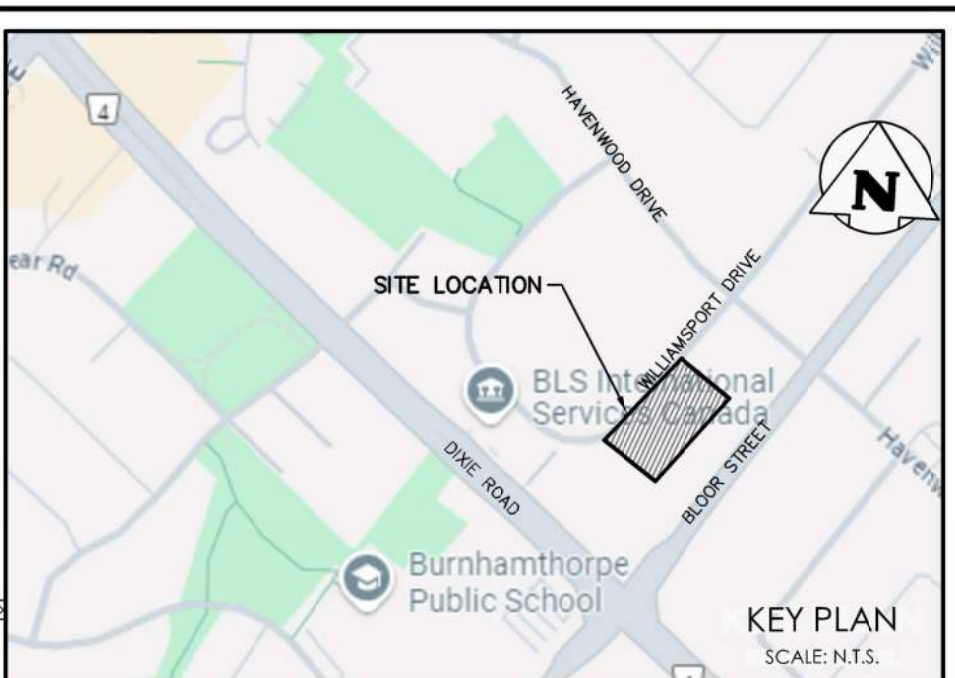 4
HAVENWOOD DRIVE
N
ear Rd
SITE LOCATION
WILLIAMSPORT DRIVE
BLS International
Services Canada
DIXIE ROAD
BLOOR STREET
Havenw
Burnhamthorpe
Public School
KEY PLAN
SCALE: N.T.S.